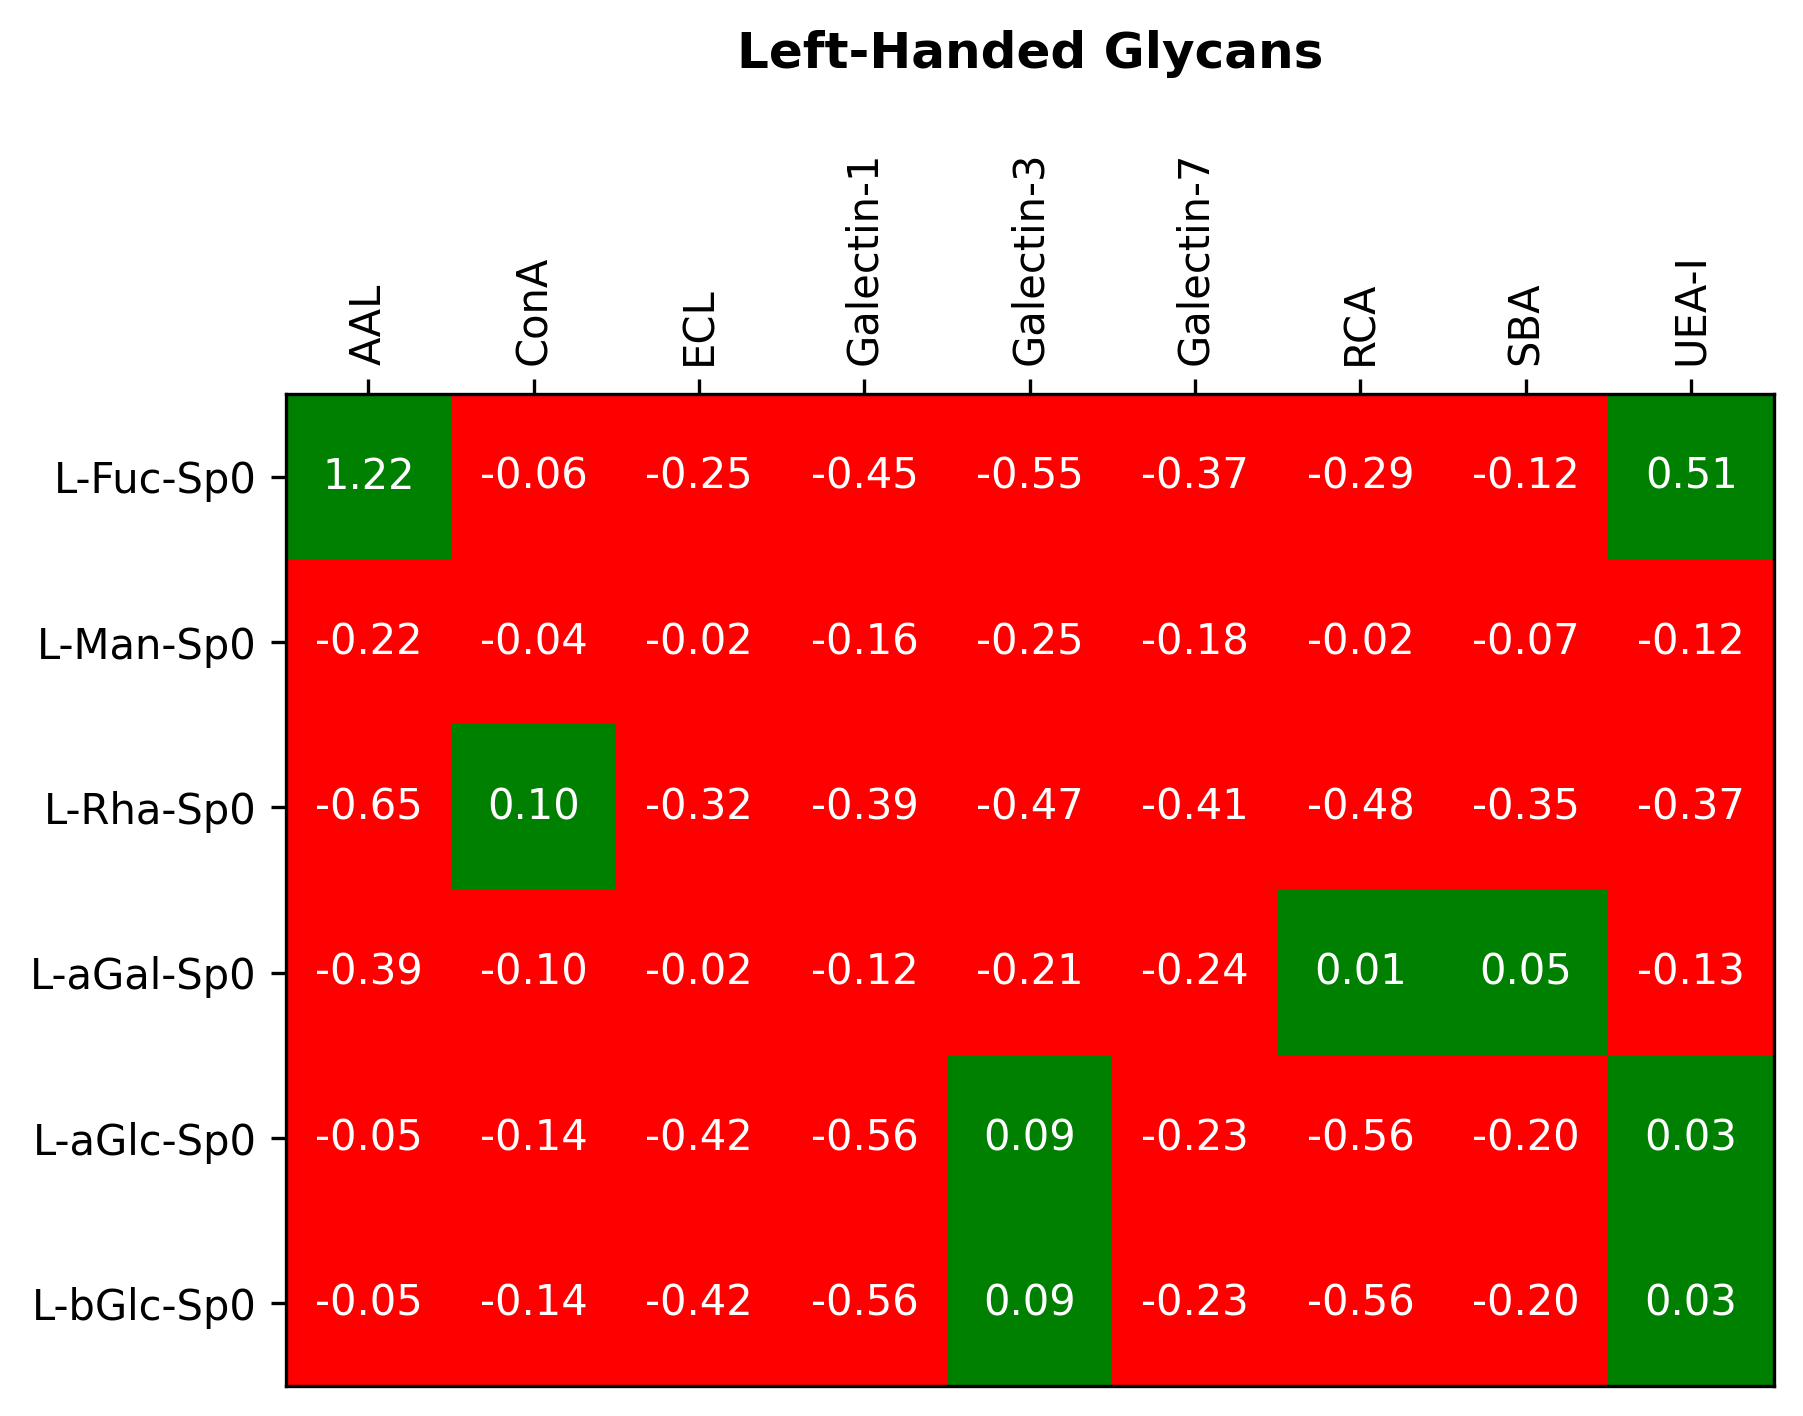 Left-Handed Glycans
AAL ConA ECL Galectin-1 Galectin-3 Galectin-7 RCA SBA UEA-I
L-Fuc-Sp0 1.22 -0.06 -0.25 -0.45 -0.55 -0.37 -0.29 -0.12 0.51
L-Man-Sp0 -0.22 -0.04 -0.02 -0.16 -0.25 -0.18 -0.02 -0.07 -0.12
L-Rha-Sp0 -0.65 0.10 -0.32 -0.39 -0.47 -0.41 -0.48 -0.35 -0.37
L-aGal-Sp0 -0.39 -0.10 -0.02 -0.12 -0.21 -0.24 0.01 0.05 -0.13
L-aGlc-Sp0 -0.05 -0.14 -0.42 -0.56 0.09 -0.23 -0.56 -0.20 0.03
L-bGlc-Sp0 -0.05 -0.14 -0.42 -0.56 0.09 -0.23 -0.56 -0.20 0.03